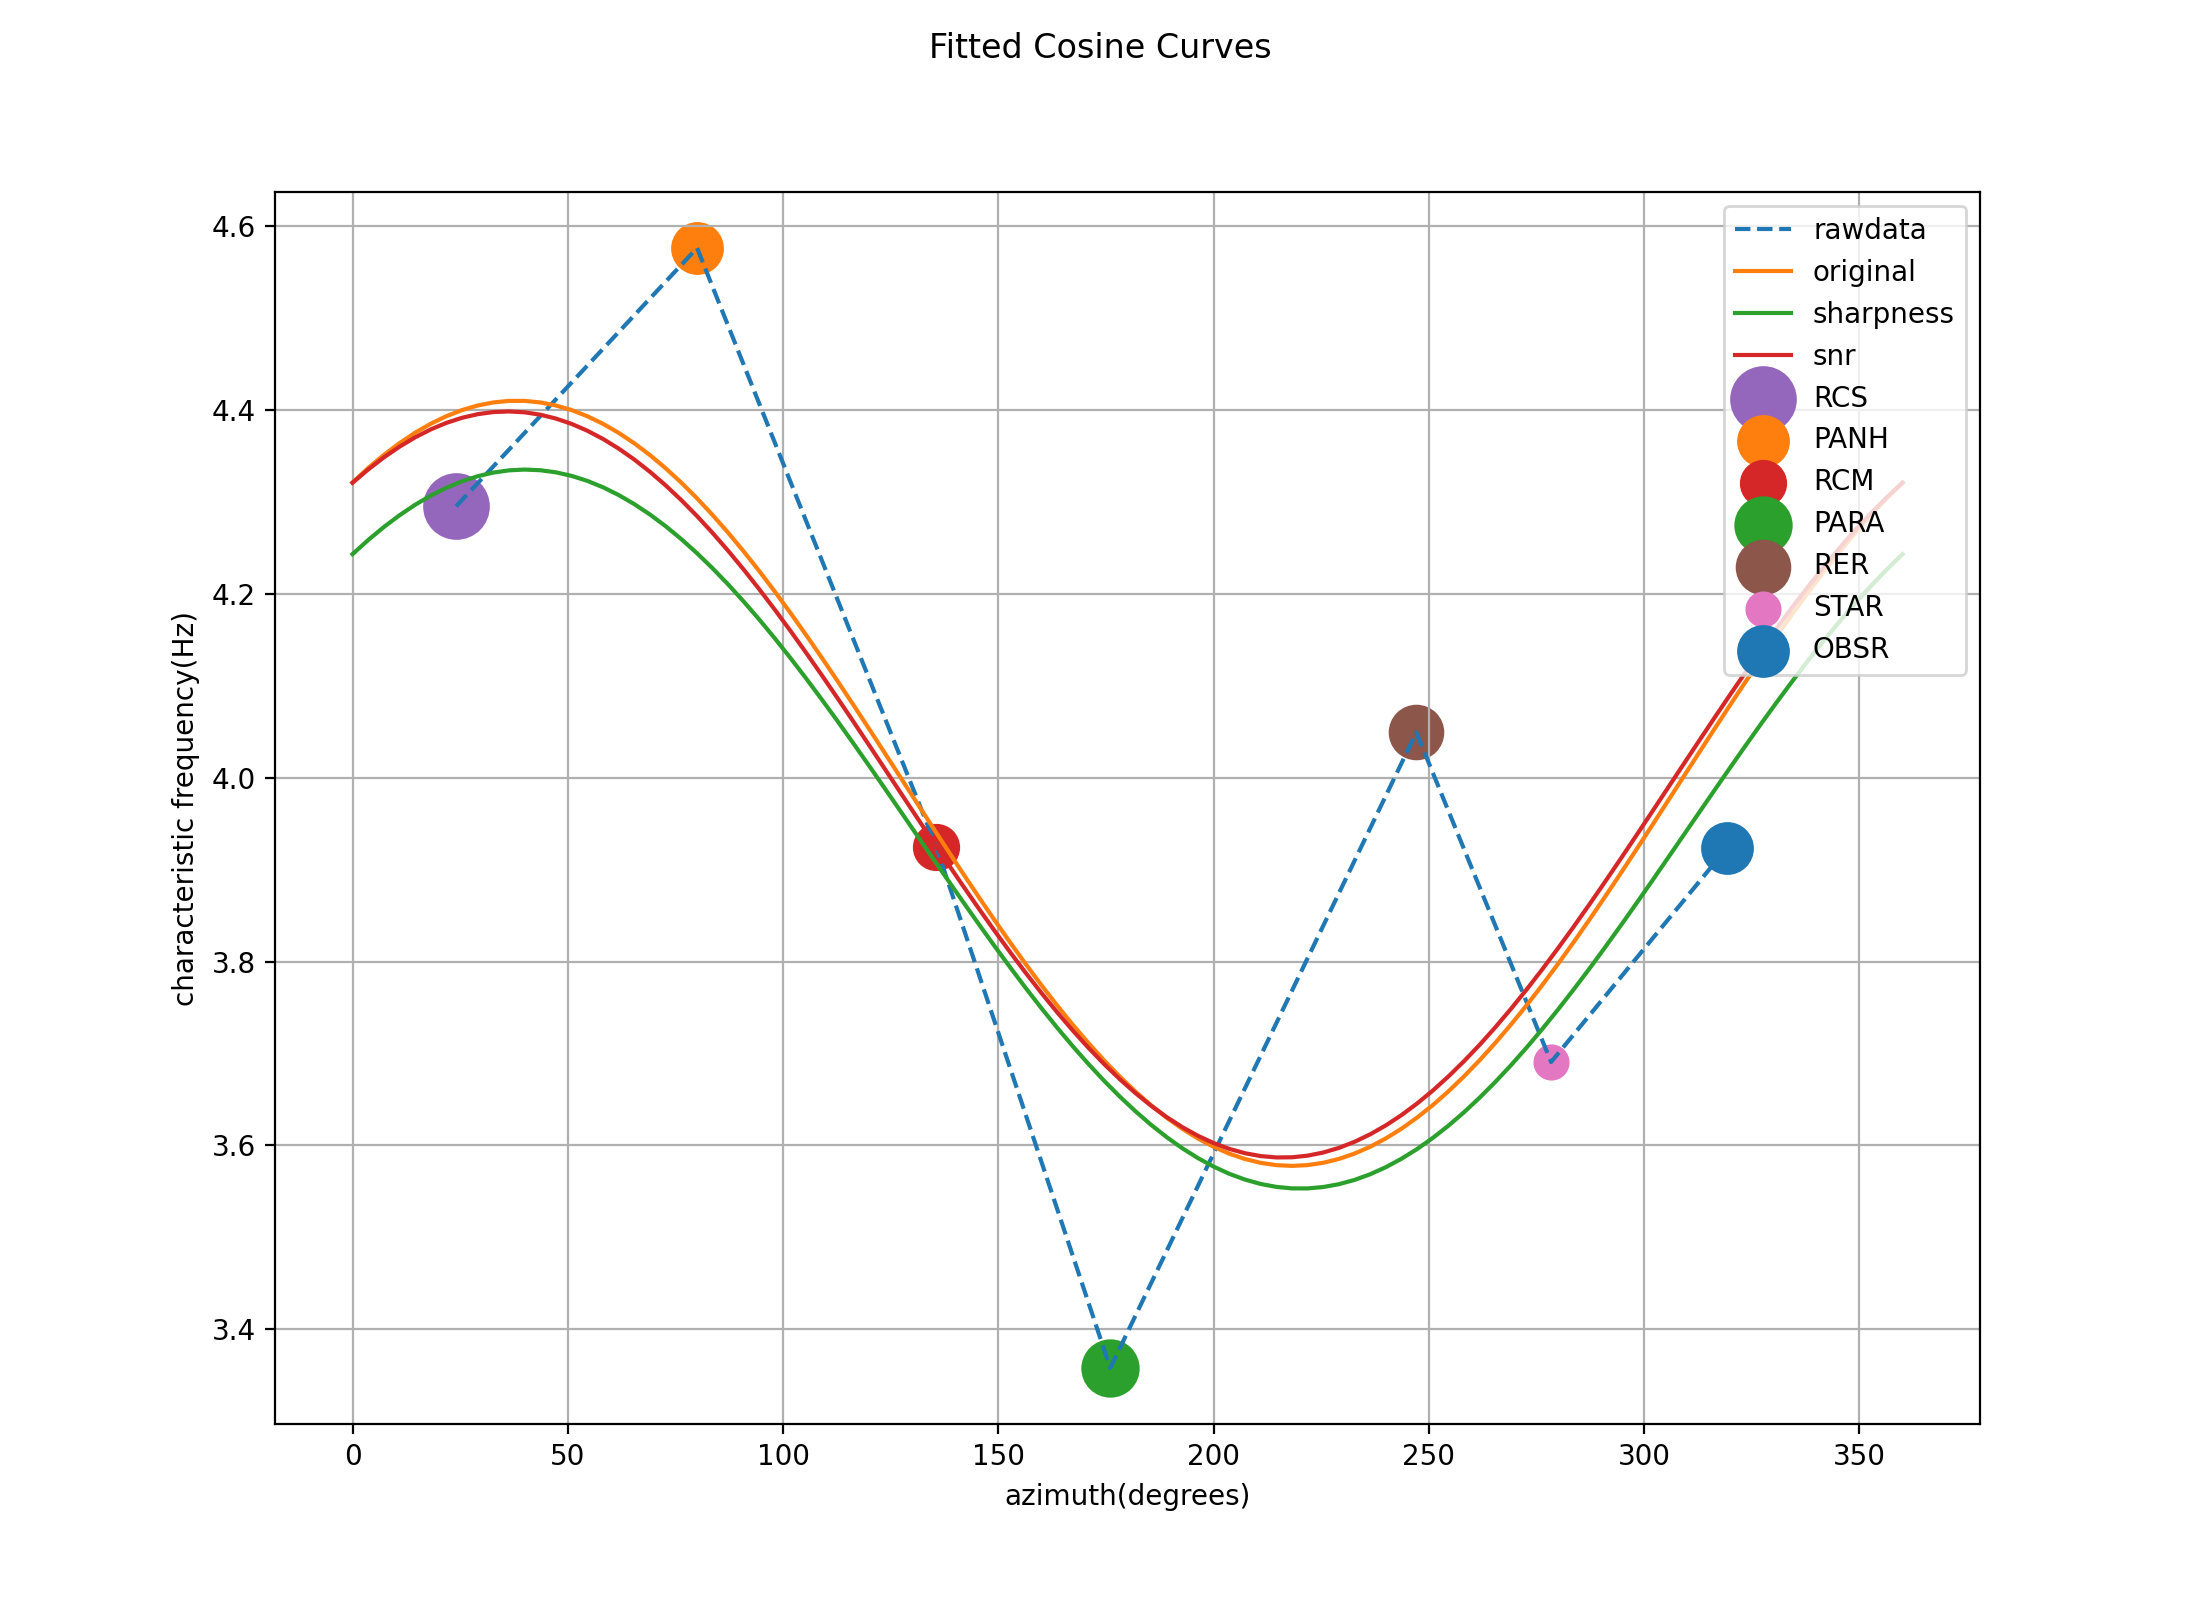 Fitted Cosine Curves
4.6
4.4
4.2
4.0
3.8
3.6
3.4
characteristic frequency(Hz)
rawdata
original
sharpness
snr
RCS
PANH
RCM
PARA
RER
STAR
OBSR
0 50 100 150 200 250 300 350
azimuth(degrees)